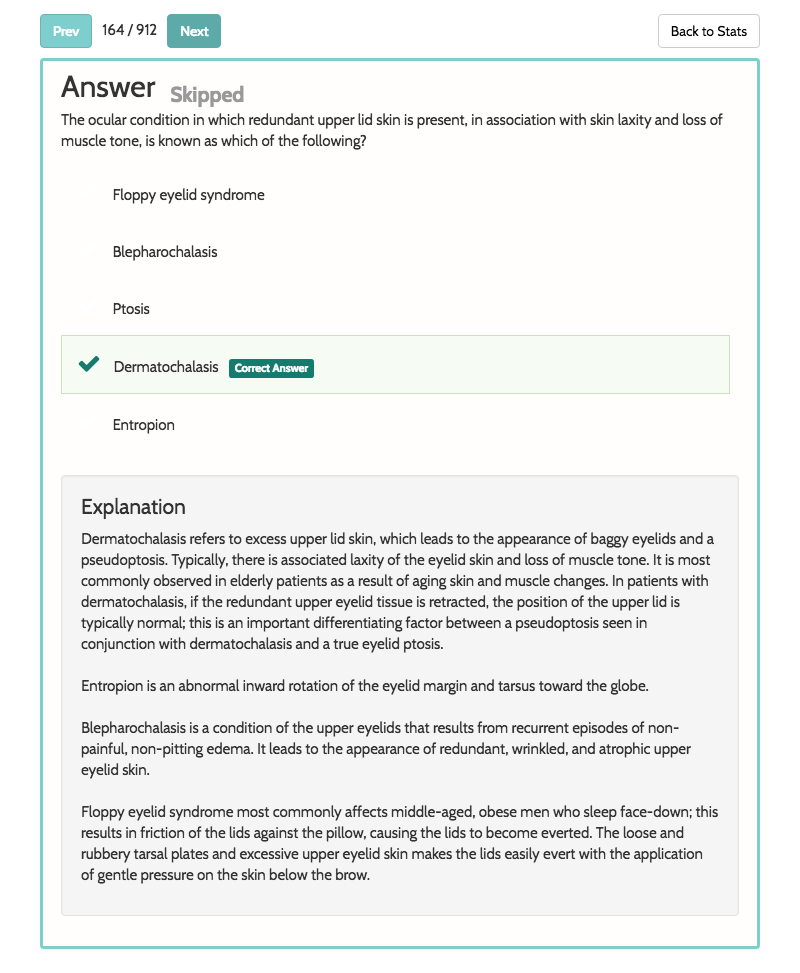 Prev 164 / 912 Next Back to Stats
Answer Skipped
The ocular condition in which redundant upper lid skin is present, in association with skin laxity and loss of
muscle tone, is known as which of the following?
Floppy eyelid syndrome
Blepharochalasis
Ptosis
Dermatochalasis Correct Answer
Entropion
Explanation
Dermatochalasis refers to excess upper lid skin, which leads to the appearance of baggy eyelids and a
pseudoptosis. Typically, there is associated laxity of the eyelid skin and loss of muscle tone. It is most
commonly observed in elderly patients as a result of aging skin and muscle changes. In patients with
dermatochalasis, if the redundant upper eyelid tissue is retracted, the position of the upper lid is
typically normal; this is an important differentiating factor between a pseudoptosis seen in
conjunction with dermatochalasis and a true eyelid ptosis.
Entropion is an abnormal inward rotation of the eyelid margin and tarsus toward the globe.
Blepharochalasis is a condition of the upper eyelids that results from recurrent episodes of non-
painful, non-pitting edema. It leads to the appearance of redundant, wrinkled, and atrophic upper
eyelid skin.
Floppy eyelid syndrome most commonly affects middle-aged, obese men who sleep face-down; this
results in friction of the lids against the pillow, causing the lids to become everted. The loose and
rubbery tarsal plates and excessive upper eyelid skin makes the lids easily evert with the application
of gentle pressure on the skin below the brow.